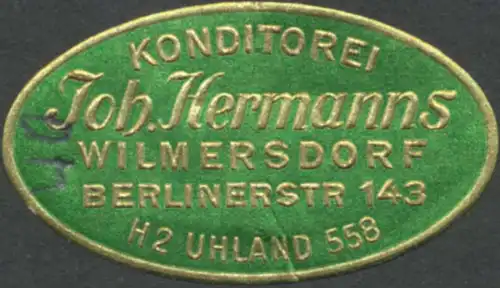 KONDITOREI
Joh. Hermanns
WILMERSDORF
BERLINERSTR 143
H2 UHLAND 558